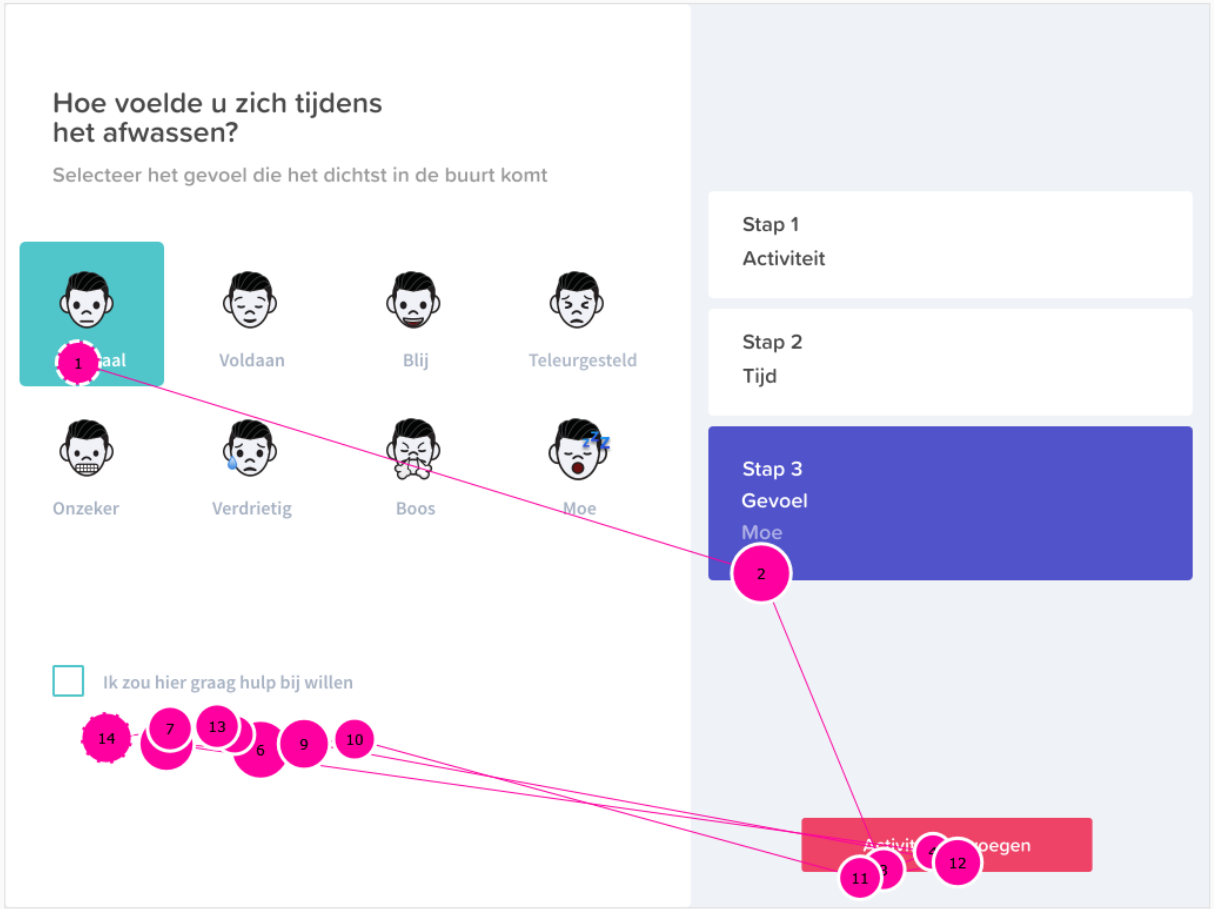 Hoe voelde u zich tijdens
het afwassen?
Selecteer het gevoel die het dichtst in de buurt komt
Voldaan
Blij
Teleurgesteld
Onzeker
Verdrietig
Boos
Moe
Ik zou hier graag hulp bij willen
Stap 1
Activiteit
Stap 2
Tijd
Stap 3
Gevoel
Moe
1
2
14
7
13
6
9
10
11
3
4
12